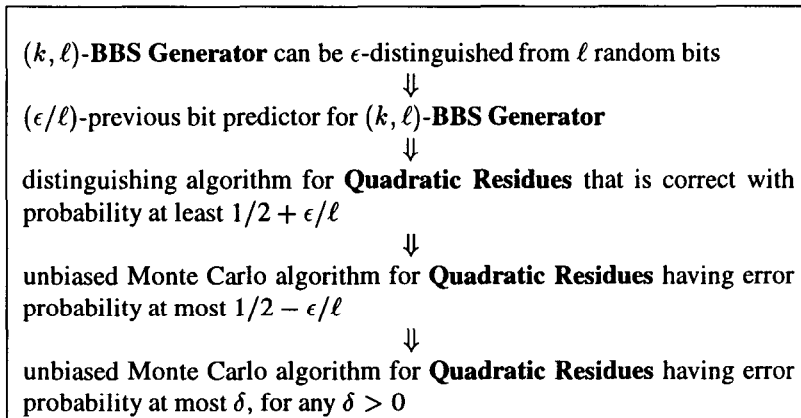 (k, ℓ)-BBS Generator can be ϵ-distinguished from ℓ random bits
⇓
(ϵ/ℓ)-previous bit predictor for (k, ℓ)-BBS Generator
⇓
distinguishing algorithm for Quadratic Residues that is correct with
probability at least 1/2 + ϵ/ℓ
⇓
unbiased Monte Carlo algorithm for Quadratic Residues having error
probability at most 1/2 − ϵ/ℓ
⇓
unbiased Monte Carlo algorithm for Quadratic Residues having error
probability at most δ, for any δ > 0